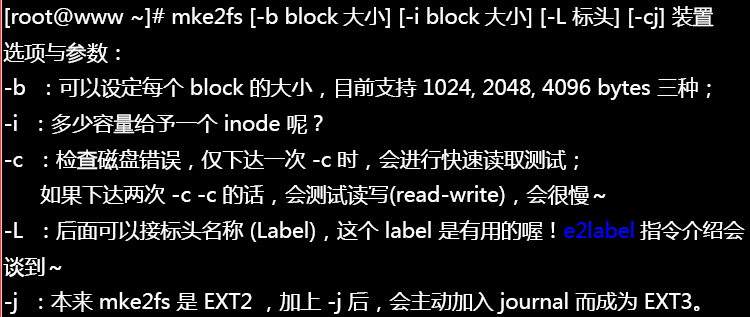 [root@www ~]# mke2fs [-b block 大小] [-i block 大小] [-L 标头] [-cj] 装置
选项与参数：
-b ：可以设定每个 block 的大小，目前支持 1024, 2048, 4096 bytes 三种；
-i ：多少容量给予一个 inode 呢？
-c ：检查磁盘错误，仅下达一次 -c 时，会进行快速读取测试；
如果下达两次 -c -c 的话，会测试读写(read-write)，会很慢～
-L ：后面可以接标头名称 (Label)，这个 label 是有用的喔！e2label 指令介绍会
谈到～
-j ：本来 mke2fs 是 EXT2 ，加上 -j 后，会主动加入 journal 而成为 EXT3。